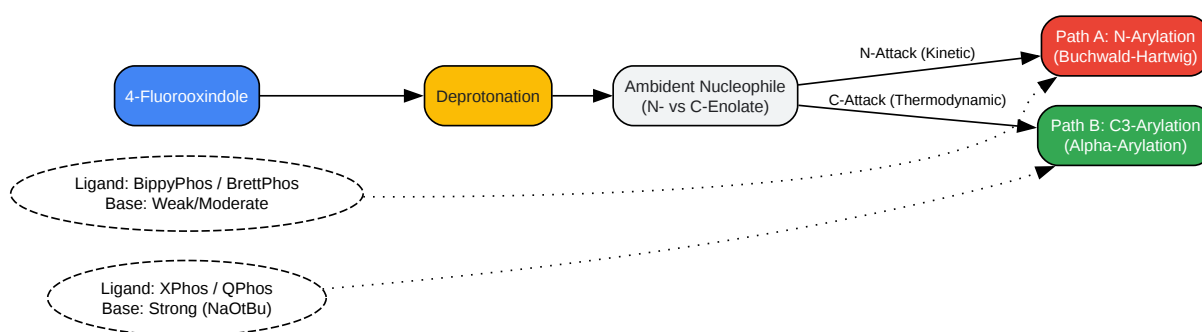 4-Fluorooxindole
Deprotonation
Ambident Nucleophile
(N- vs C-Enolate)
N-Attack (Kinetic)
C-Attack (Thermodynamic)
Path A: N-Arylation
(Buchwald-Hartwig)
Path B: C3-Arylation
(Alpha-Arylation)
Ligand: BippyPhos / BrettPhos
Base: Weak/Moderate
Ligand: XPhos / QPhos
Base: Strong (NaOtBu)